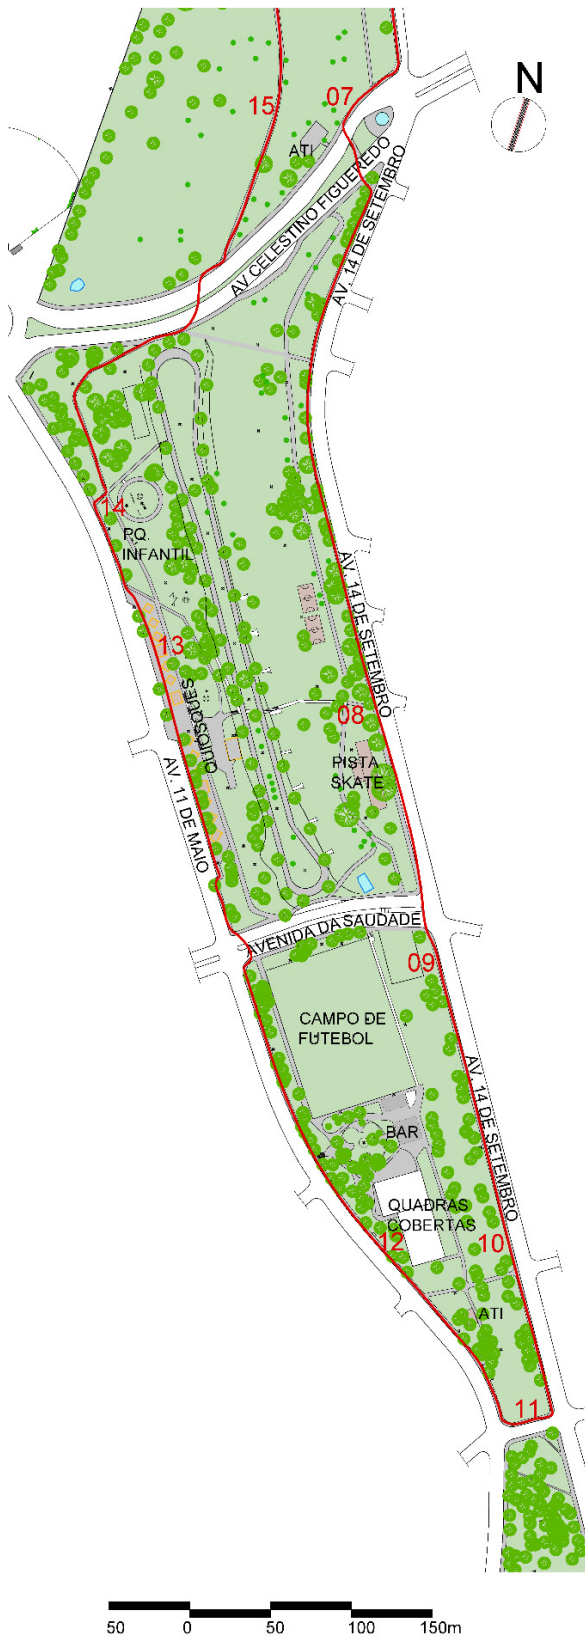 N
15
07
ATI
AV CELESTINO FIGUEREDO
AV. 14 DE SETEMBRO
14
PQ.
INFANTIL
AV. 14 DE SETEMBRO
13
QUIOSQUES
08
PISTA
SKATE
AV. 11 DE MAIO
AVENIDA DA SAUDADE
09
CAMPO DE
FUTEBOL
AV. 14 DE SETEMBRO
BAR
QUADRAS
COBERTAS
12
10
ATI
11
50 0 50 100 150m